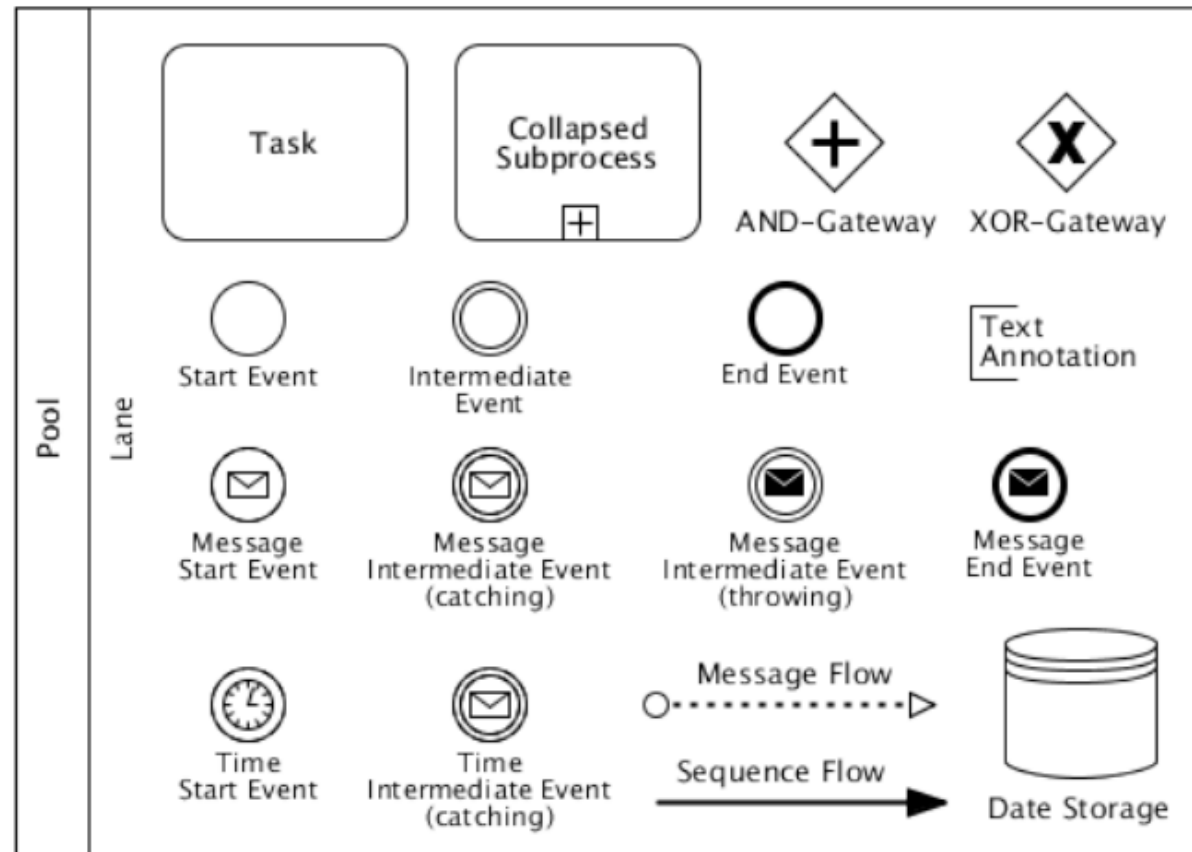 Pool
Lane
Task
Collapsed
Subprocess
AND-Gateway
XOR-Gateway
Start Event
Intermediate
Event
End Event
Text
Annotation
Message
Start Event
Message
Intermediate Event
(catching)
Message
Intermediate Event
(throwing)
Message
End Event
Time
Start Event
Time
Intermediate Event
(catching)
Message Flow
Sequence Flow
Date Storage